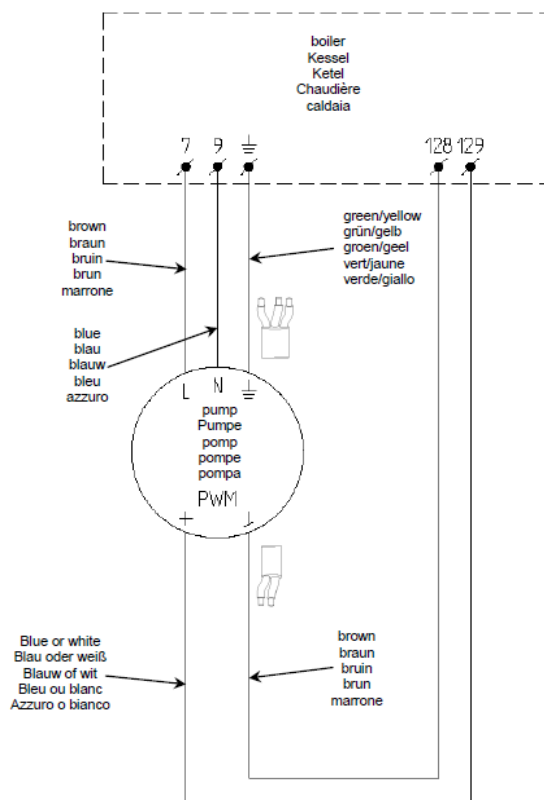 boiler
Kessel
Ketel
Chaudière
caldaia
7 9 128 129
brown
braun
bruin
brun
marrone
green/yellow
grün/gelb
groen/geel
vert/jaune
verde/giallo
blue
blau
blauw
bleu
azzuro
L N
pump
Pumpe
pomp
pompe
pompa
PWM
+ -
Blue or white
Blau oder weiß
Blauw of wit
Bleu ou blanc
Azzuro o bianco
brown
braun
bruin
brun
marrone